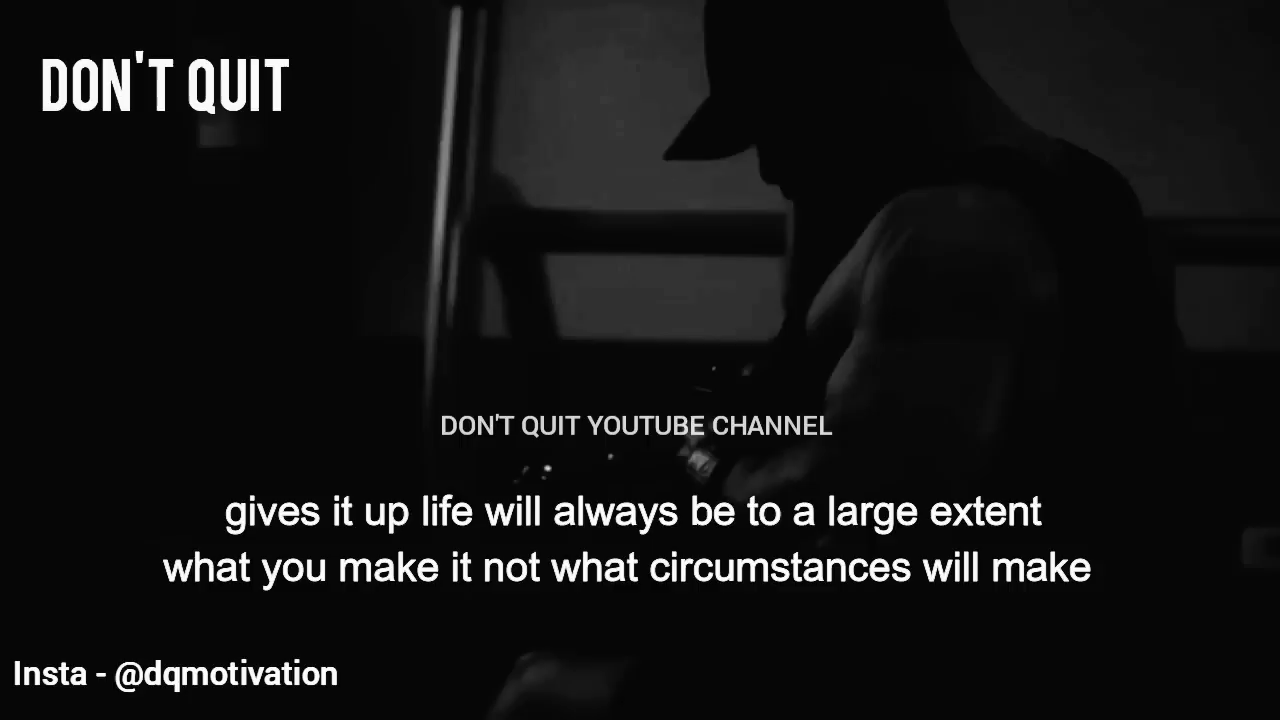 DON'T QUIT
DON'T QUIT YOUTUBE CHANNEL
gives it up life will always be to a large extent
what you make it not what circumstances will make
Insta - @dqmotivation